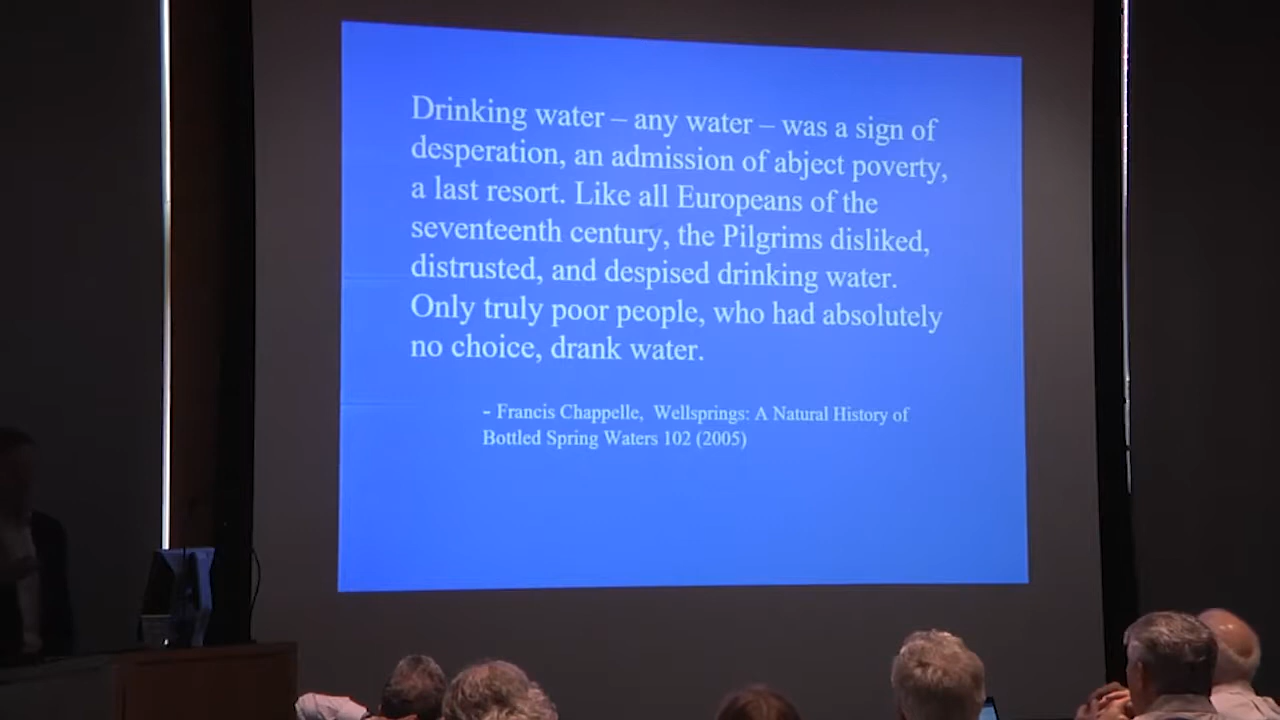 Drinking water – any water – was a sign of
desperation, an admission of abject poverty,
a last resort. Like all Europeans of the
seventeenth century, the Pilgrims disliked,
distrusted, and despised drinking water.
Only truly poor people, who had absolutely
no choice, drank water.
- Francis Chappelle, Wellsprings: A Natural History of
Bottled Spring Waters 102 (2005)